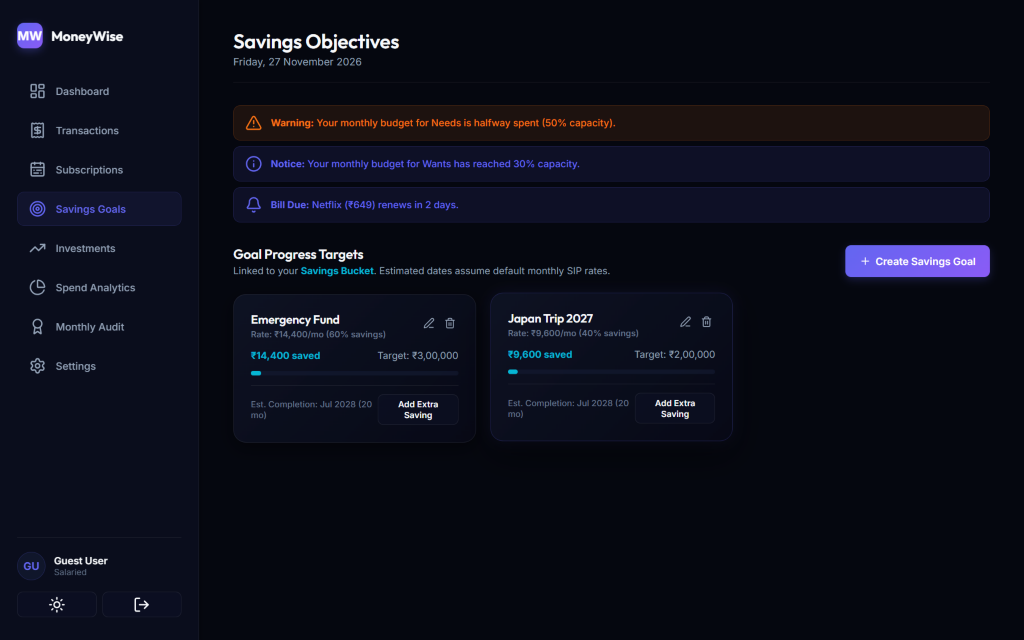 MW MoneyWise
Dashboard
Transactions
Subscriptions
Savings Goals
Investments
Spend Analytics
Monthly Audit
Settings
GU
Guest User
Salaried
Savings Objectives
Friday, 27 November 2026
Warning: Your monthly budget for Needs is halfway spent (50% capacity).
Notice: Your monthly budget for Wants has reached 30% capacity.
Bill Due: Netflix (₹649) renews in 2 days.
Goal Progress Targets
Linked to your Savings Bucket. Estimated dates assume default monthly SIP rates.
+ Create Savings Goal
Emergency Fund
Rate: ₹14,400/mo (60% savings)
₹14,400 saved Target: ₹3,00,000
Est. Completion: Jul 2028 (20
mo)
Add Extra
Saving
Japan Trip 2027
Rate: ₹9,600/mo (40% savings)
₹9,600 saved Target: ₹2,00,000
Est. Completion: Jul 2028 (20
mo)
Add Extra
Saving